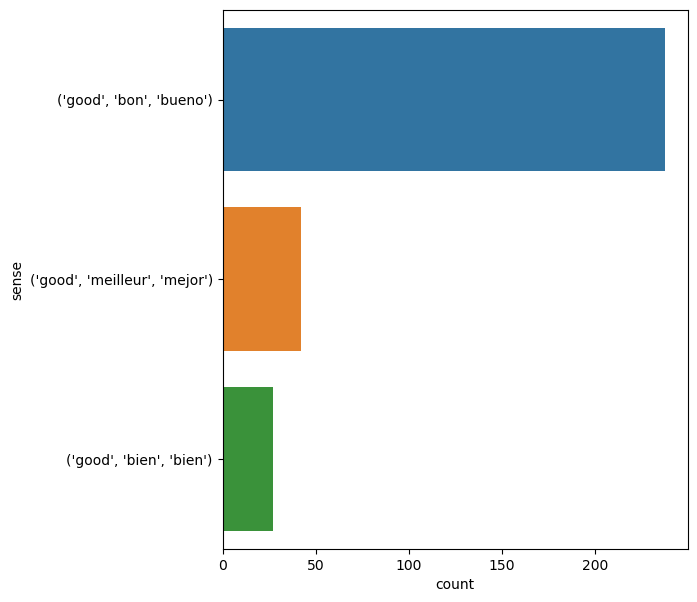 ('good', 'bon', 'bueno')
('good', 'meilleur', 'mejor')
('good', 'bien', 'bien')
sense
0 50 100 150 200
count